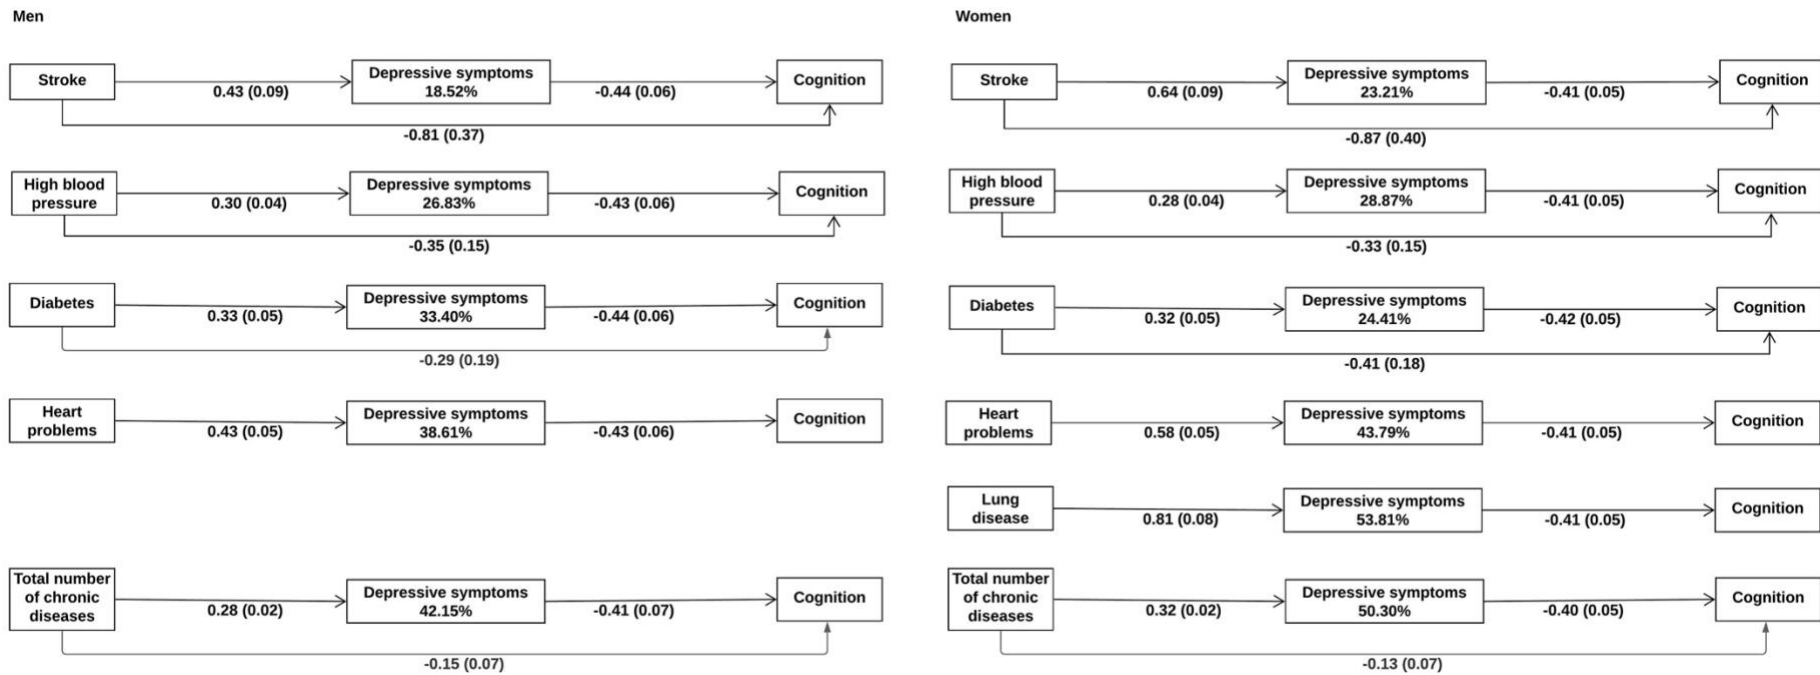 Men
Stroke
0.43 (0.09)
Depressive symptoms
18.52%
-0.44 (0.06)
Cognition
-0.81 (0.37)
High blood
pressure
0.30 (0.04)
Depressive symptoms
26.83%
-0.43 (0.06)
Cognition
-0.35 (0.15)
Diabetes
0.33 (0.05)
Depressive symptoms
33.40%
-0.44 (0.06)
Cognition
-0.29 (0.19)
Heart
problems
0.43 (0.05)
Depressive symptoms
38.61%
-0.43 (0.06)
Cognition
Total number
of chronic
diseases
0.28 (0.02)
Depressive symptoms
42.15%
-0.41 (0.07)
Cognition
-0.15 (0.07)
Women
Stroke
0.64 (0.09)
Depressive symptoms
23.21%
-0.41 (0.05)
Cognition
-0.87 (0.40)
High blood
pressure
0.28 (0.04)
Depressive symptoms
28.87%
-0.41 (0.05)
Cognition
-0.33 (0.15)
Diabetes
0.32 (0.05)
Depressive symptoms
24.41%
-0.42 (0.05)
Cognition
-0.41 (0.18)
Heart
problems
0.58 (0.05)
Depressive symptoms
43.79%
-0.41 (0.05)
Cognition
Lung
disease
0.81 (0.08)
Depressive symptoms
53.81%
-0.41 (0.05)
Cognition
Total number
of chronic
diseases
0.32 (0.02)
Depressive symptoms
50.30%
-0.40 (0.05)
Cognition
-0.13 (0.07)